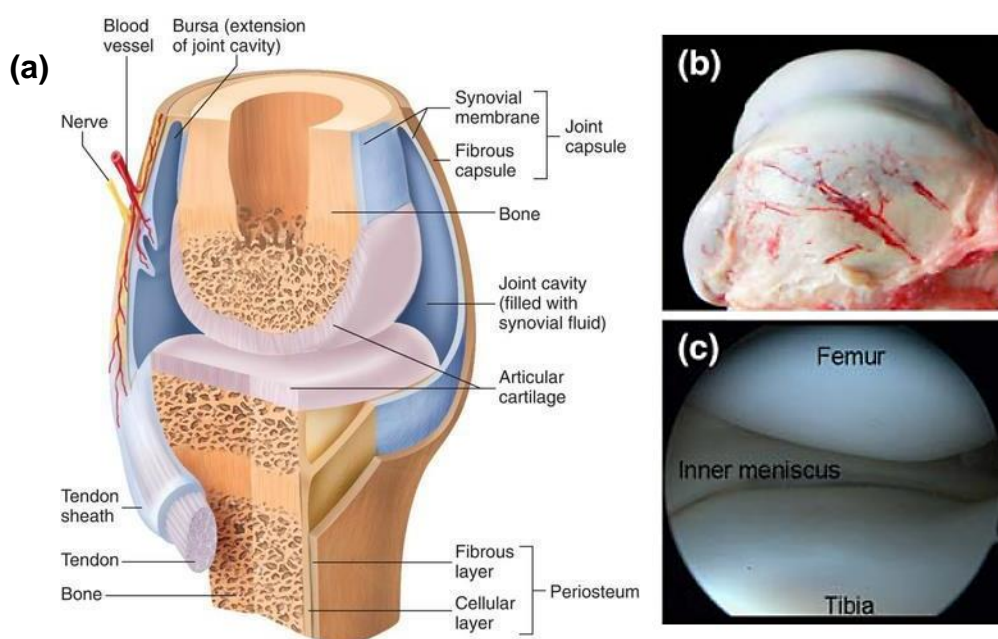 (a)
Blood
vessel
Bursa (extension
of joint cavity)
Nerve
Synovial
membrane
Fibrous
capsule
Joint
capsule
Bone
Joint cavity
(filled with
synovial fluid)
Articular
cartilage
Tendon
sheath
Tendon
Bone
Fibrous
layer
Cellular
layer
Periosteum
(b)
(c)
Femur
Inner meniscus
Tibia